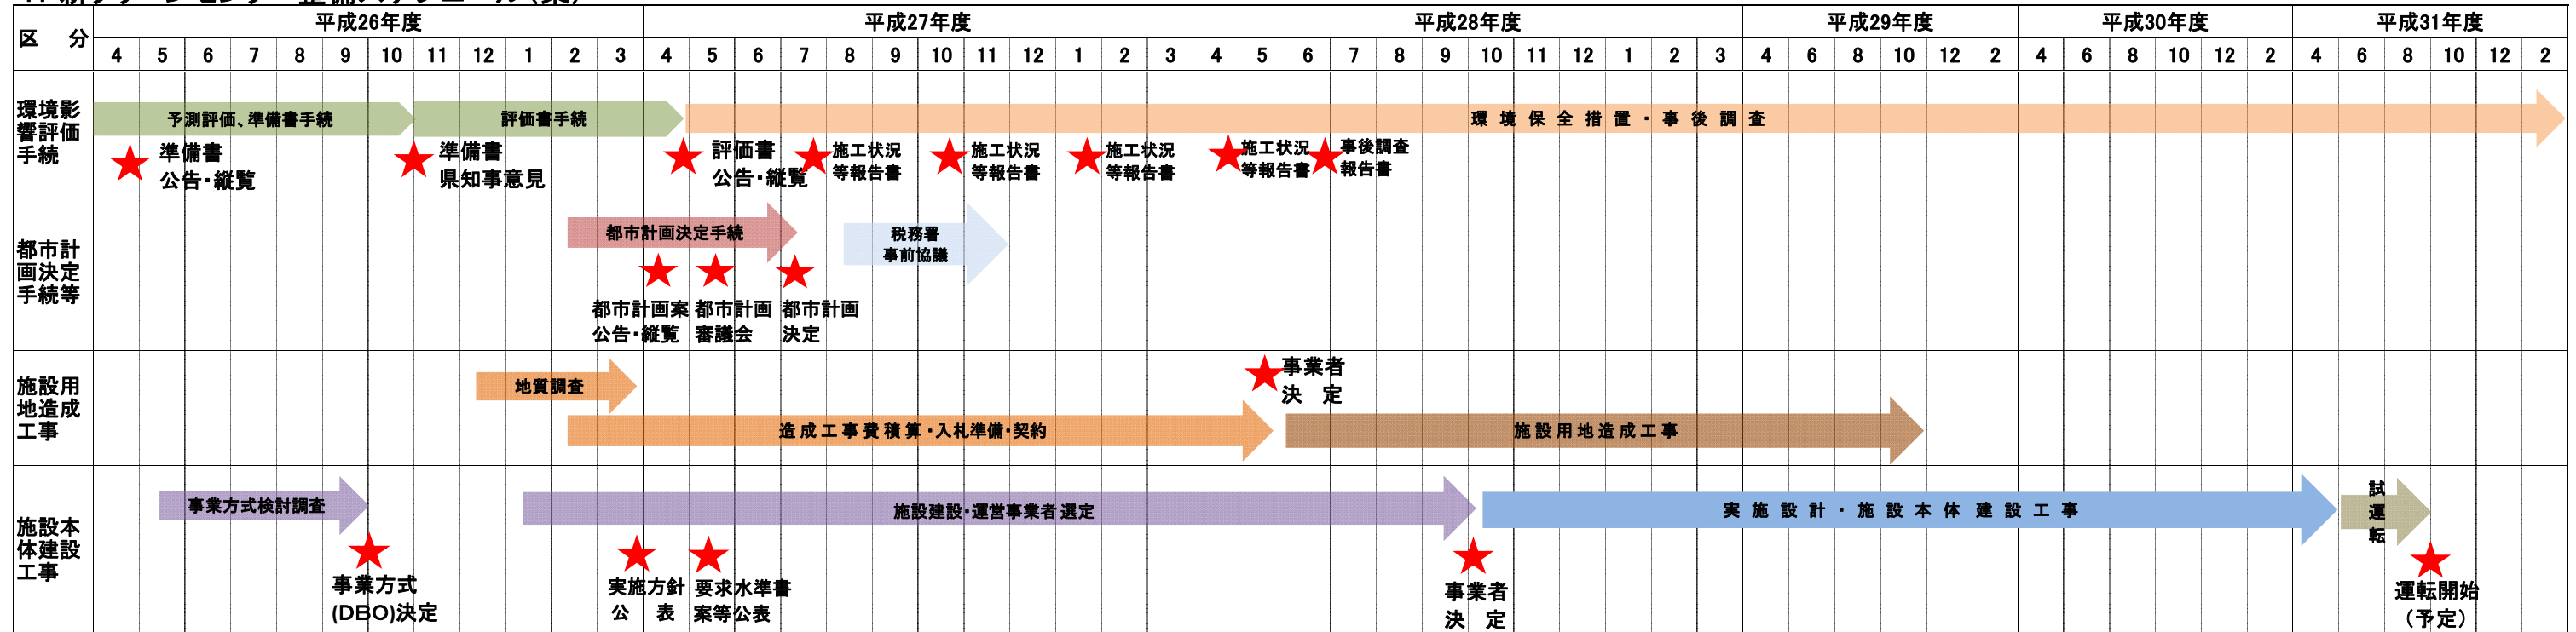 区 分
平成26年度 平成27年度 平成28年度 平成29年度 平成30年度 平成31年度
4 5 6 7 8 9 10 11 12 1 2 3 4 5 6 7 8 9 10 11 12 1 2 3 4 5 6 7 8 9 10 11 12 1 2 3 4 6 8 10 12 2 4 6 8 10 12 2 4 6 8 10 12 2
環境影
響評価
手続
予測評価、準備書手続
評価書手続
環境保全措置・事後調査
準備書
公告・縦覧
準備書
県知事意見
評価書
公告・縦覧
施工状況
等報告書
施工状況
等報告書
施工状況
等報告書
施工状況
等報告書
事後調査
報告書
都市計
画決定
手続等
都市計画決定手続
税務署
事前協議
都市計画案
公告・縦覧
都市計画
審議会
都市計画
決定
施設用
地造成
工事
地質調査
事業者
決 定
造成工事費積算・入札準備・契約
施設用地造成工事
施設本
体建設
工事
事業方式検討調査
施設建設・運営事業者選定
実施設計・施設本体建設工事
試
運
転
事業方式
(DBO)決定
実施方針
公 表
要求水準書
案等公表
事業者
決 定
運転開始
（予定）